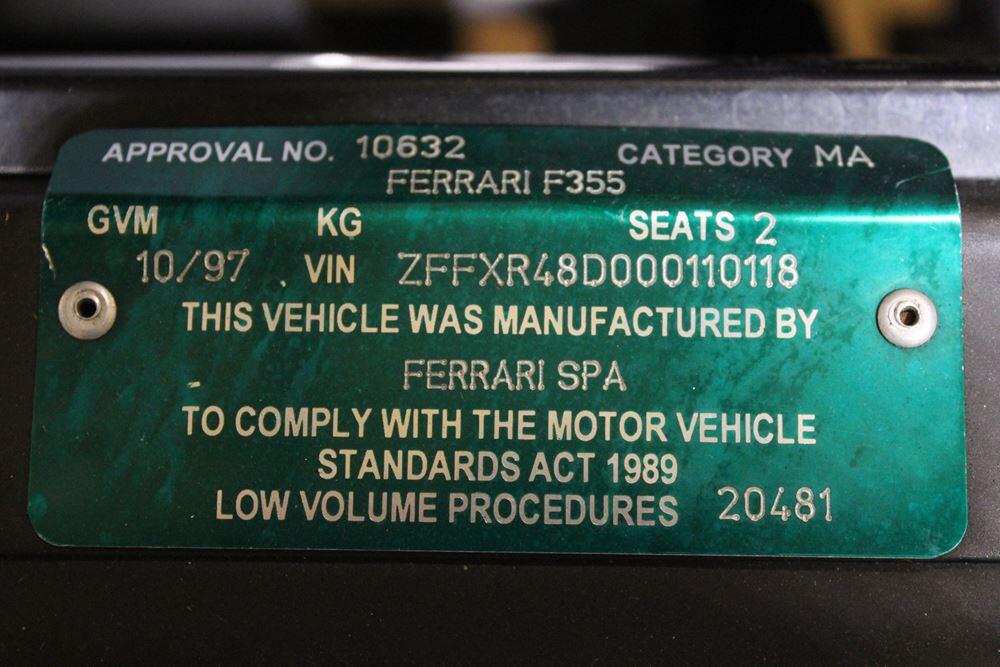 APPROVAL NO. 10632 CATEGORY MA
FERRARI F355
GVM KG SEATS 2
10/97 VIN ZFFXR48D000110118
THIS VEHICLE WAS MANUFACTURED BY
FERRARI SPA
TO COMPLY WITH THE MOTOR VEHICLE
STANDARDS ACT 1989
LOW VOLUME PROCEDURES 20481